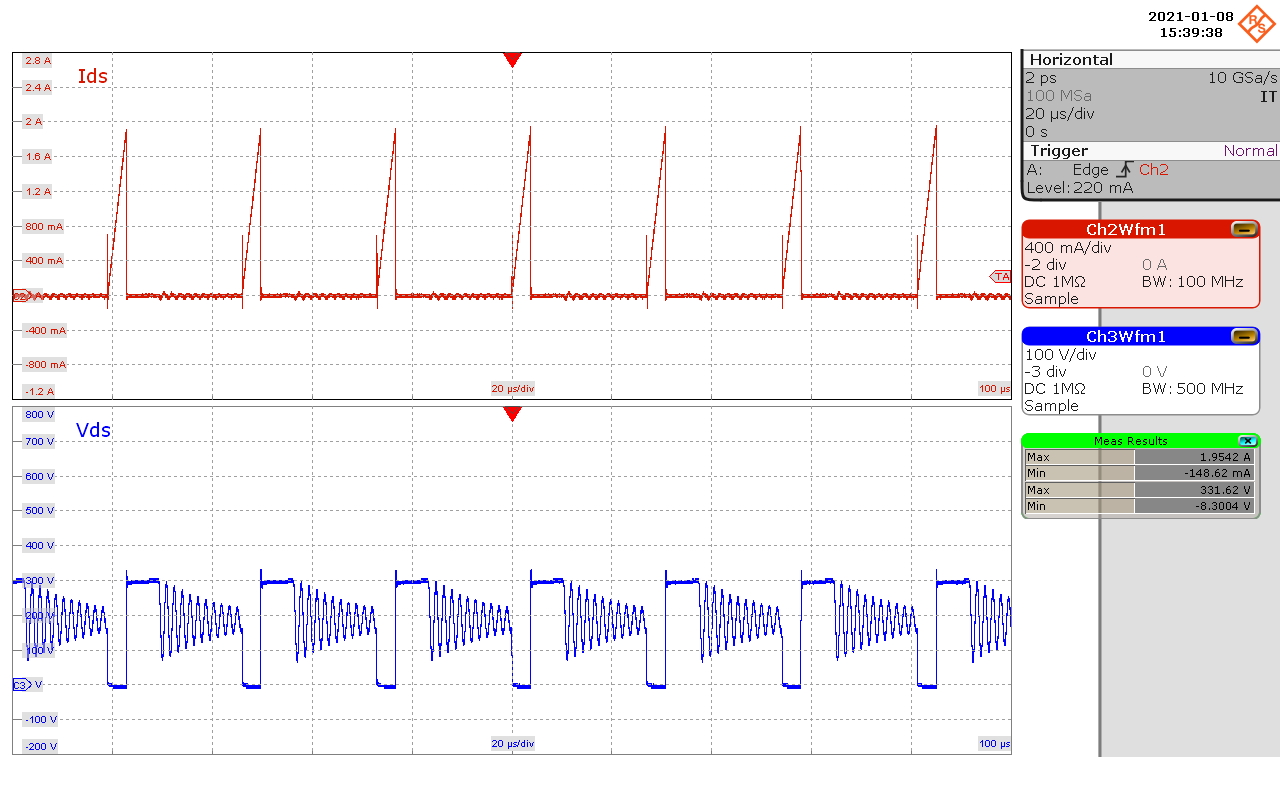 2021-01-08
15:39:38
R&S
2.8 A
Ids
2.4 A
2 A
1.6 A
1.2 A
800 mA
400 mA
C2
A
TA
-400 mA
-800 mA
-1.2 A
20 µs/div
100 µs
800 V
Vds
700 V
600 V
500 V
400 V
300 V
200 V
100 V
C3
V
-100 V
-200 V
20 µs/div
100 µs
Horizontal
2 ps 10 GSa/s
100 MSa IT
20 µs/div
0 s
Trigger Normal
A: Edge Ch2
Level: 220 mA
Ch2Wfm1
400 mA/div
-2 div 0 A
DC 1MΩ BW: 100 MHz
Sample
Ch3Wfm1
100 V/div
-3 div 0 V
DC 1MΩ BW: 500 MHz
Sample
Meas Results
Max 1.9542 A
Min -148.62 mA
Max 331.62 V
Min -8.3004 V